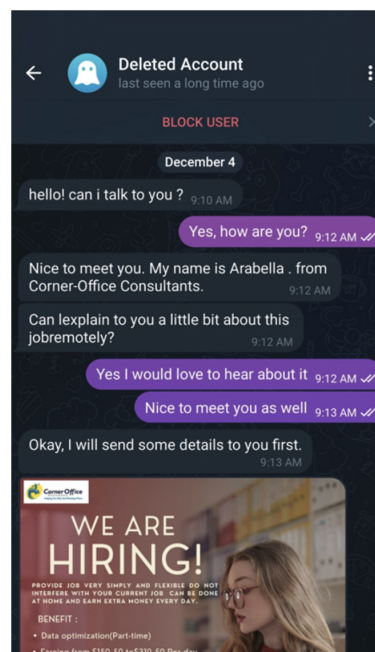 Deleted Account
last seen a long time ago
BLOCK USER
December 4
hello! can i talk to you ? 9:10 AM
Yes, how are you? 9:12 AM
Nice to meet you. My name is Arabella . from
Corner-Office Consultants. 9:12 AM
Can lexplain to you a little bit about this
jobremotely? 9:12 AM
Yes I would love to hear about it 9:12 AM
Nice to meet you as well 9:13 AM
Okay, I will send some details to you first.
9:13 AM
CornerOffice
WE ARE
HIRING!
PROVIDE JOB VERY SIMPLY AND FLEXIBLE DO NOT
INTERFERE WITH YOUR CURRENT JOB CAN BE DONE
AT HOME AND EARN EXTRA MONEY EVERY DAY.
BENEFIT :
• Data optimization(Part-time)